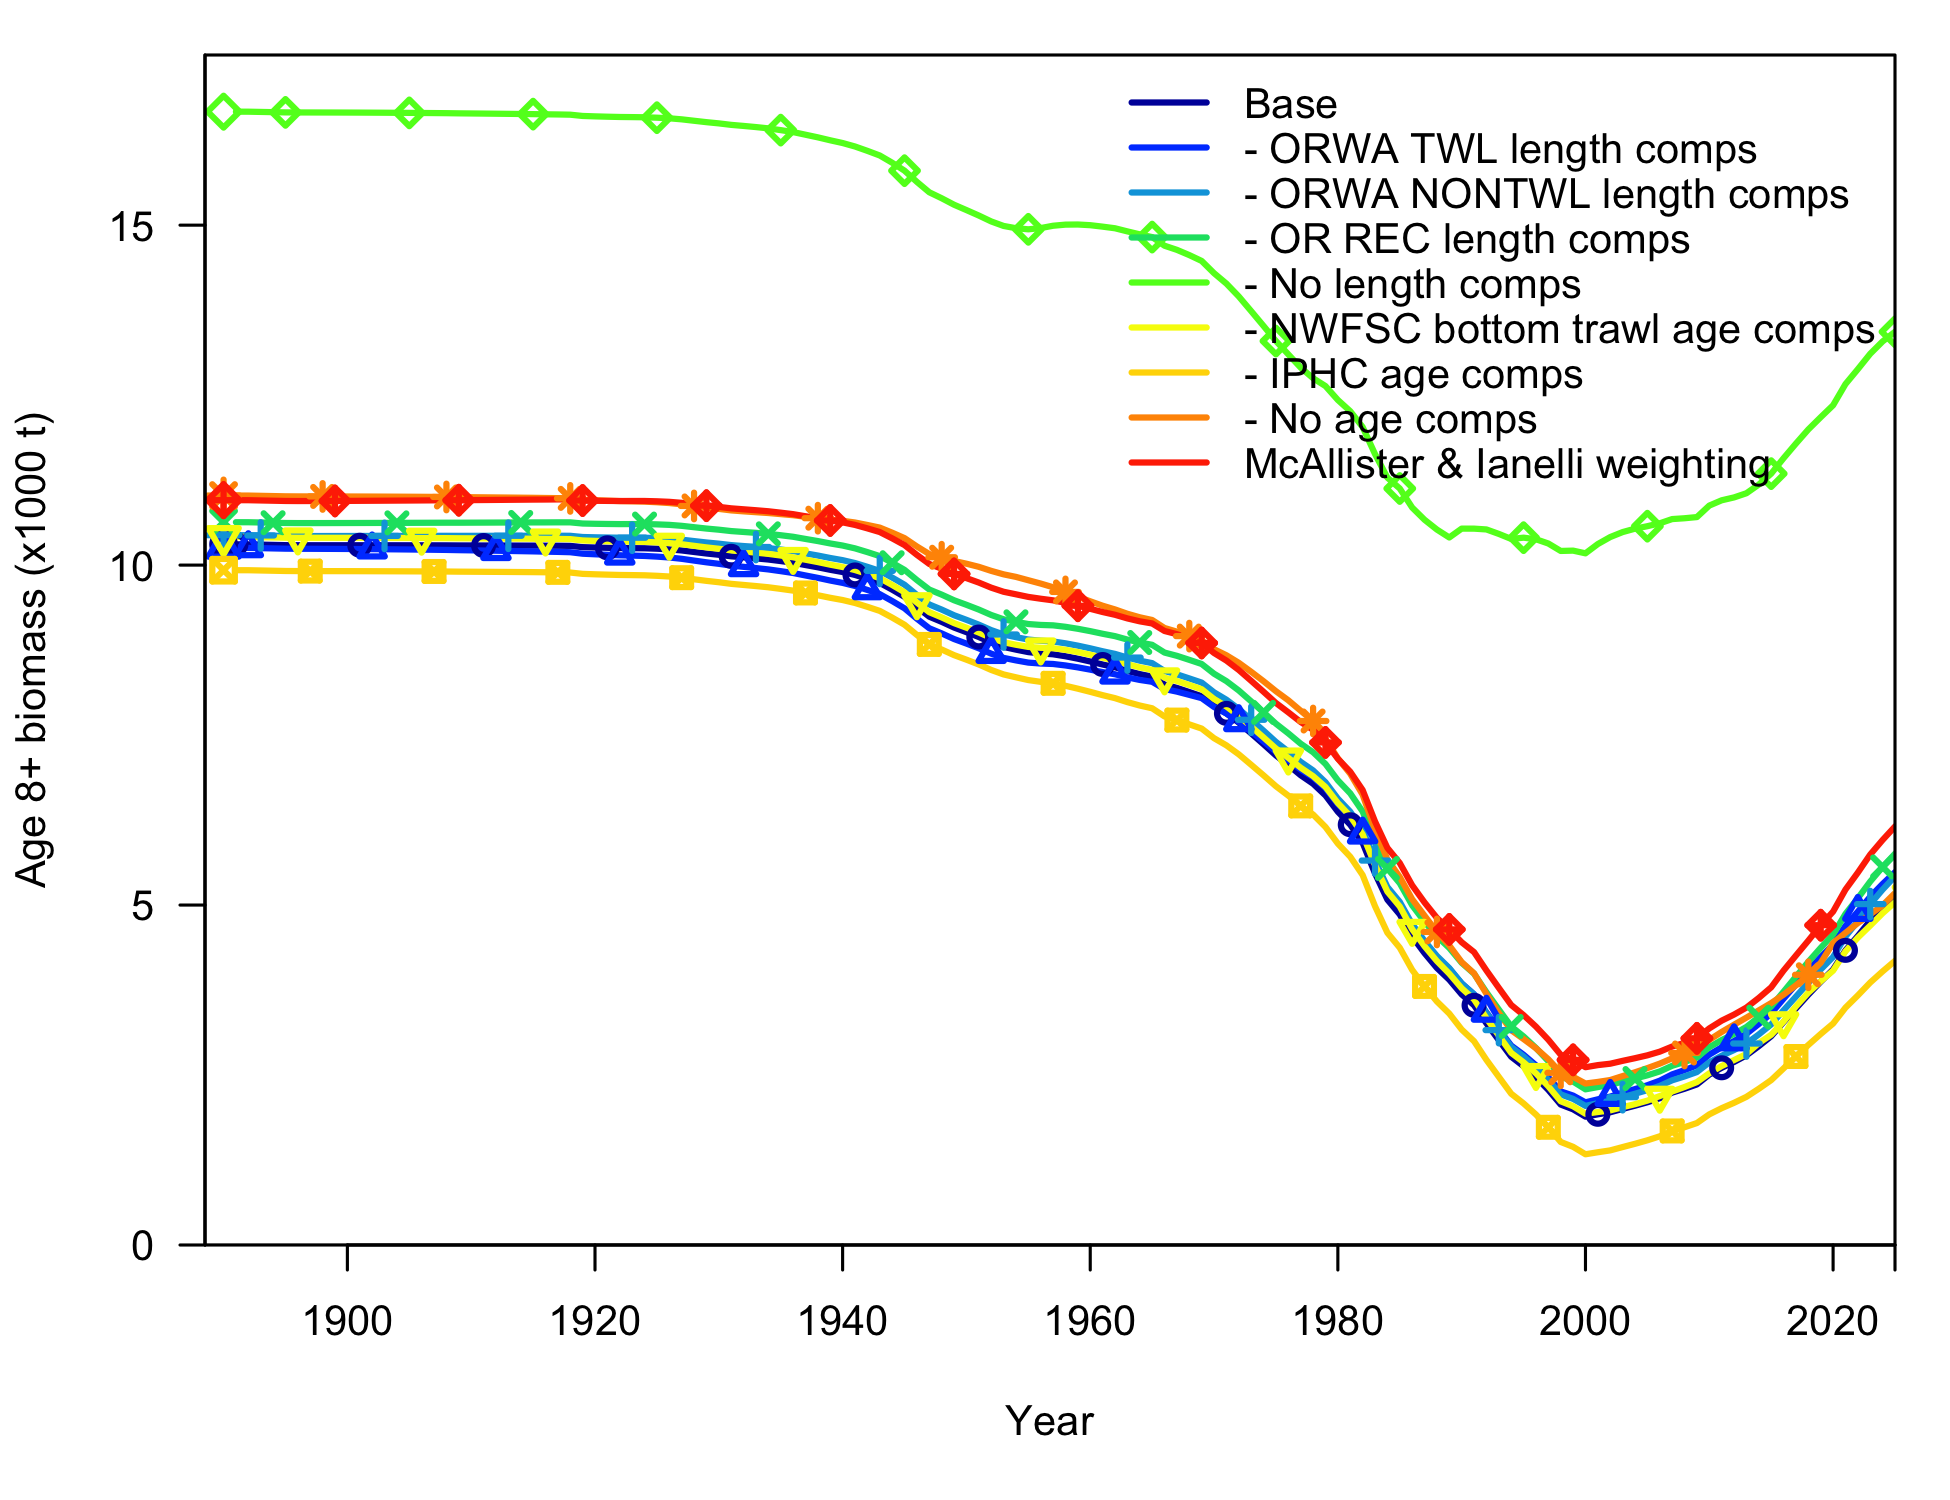 Base
- ORWA TWL length comps
- ORWA NONTWL length comps
- OR REC length comps
- No length comps
- NWFSC bottom trawl age comps
- IPHC age comps
- No age comps
McAllister & Ianelli weighting
Age 8+ biomass (x1000 t)
15
10
5
0
1900 1920 1940 1960 1980 2000 2020
Year